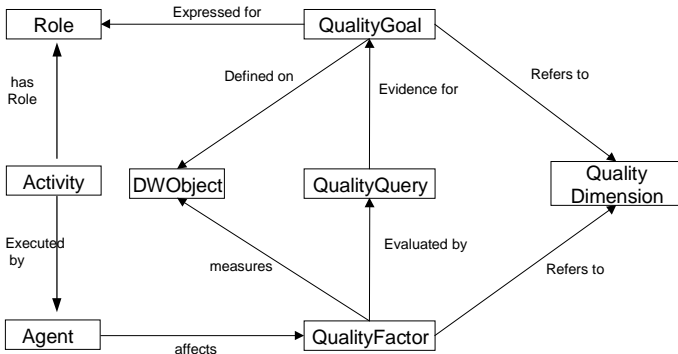 Expressed for
Role
QualityGoal
has
Role
Defined on
Evidence for
Refers to
Activity
DWObject
QualityQuery
Quality
Dimension
Executed
by
measures
Evaluated by
Refers to
Agent
affects
QualityFactor